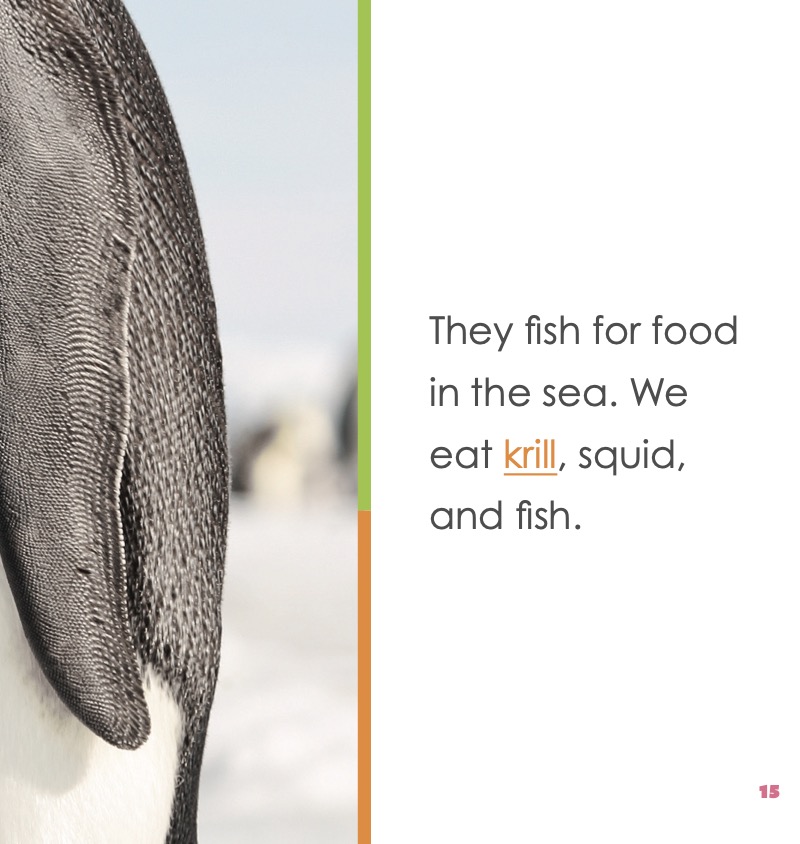 They fish for food
in the sea. We
eat krill, squid,
and fish.
15